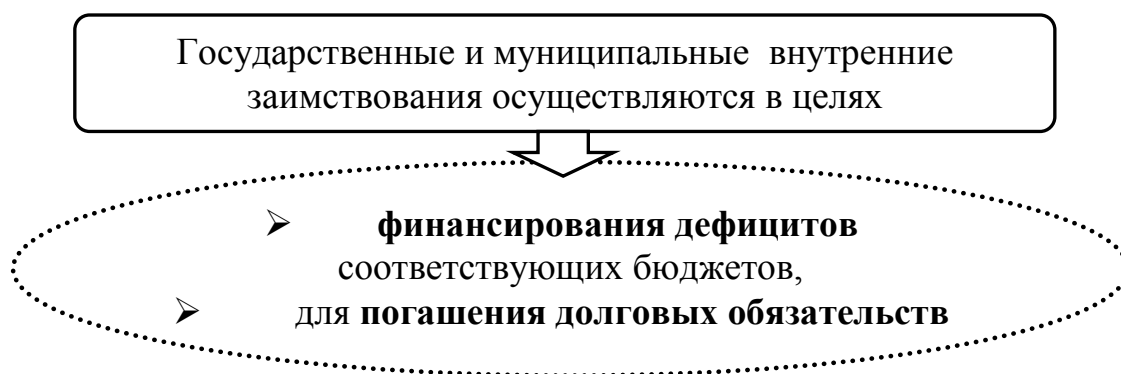 Государственные и муниципальные внутренние
заимствования осуществляются в целях
➢ финансирования дефицитов
соответствующих бюджетов,
➢ для погашения долговых обязательств